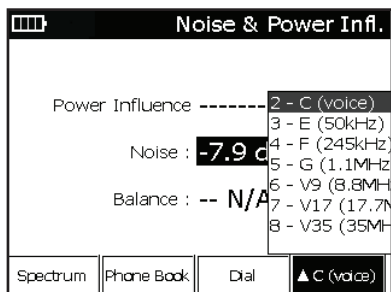 Noise & Power Infl.
Power Influence -------
Noise : -7.9 d
Balance : -- N/A
2 - C (voice)
3 - E (50kHz)
4 - F (245kHz)
5 - G (1.1MHz
6 - V9 (8.8MH
7 - V17 (17.7M
8 - V35 (35MH
Spectrum Phone Book Dial ▲C (voice)